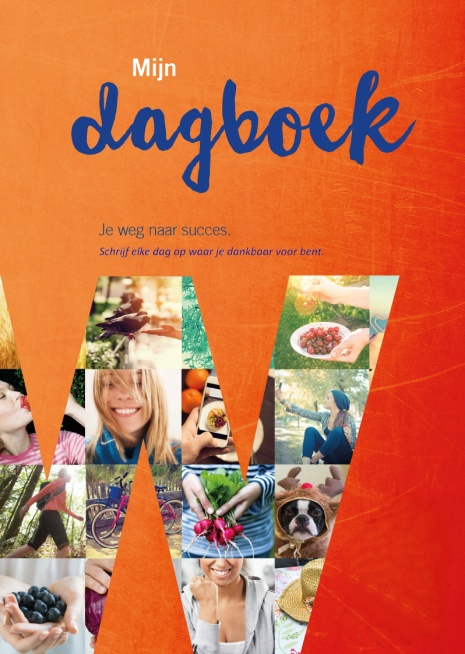 Mijn
dagboek
Je weg naar succes.
Schrijf elke dag op waar je dankbaar voor bent.